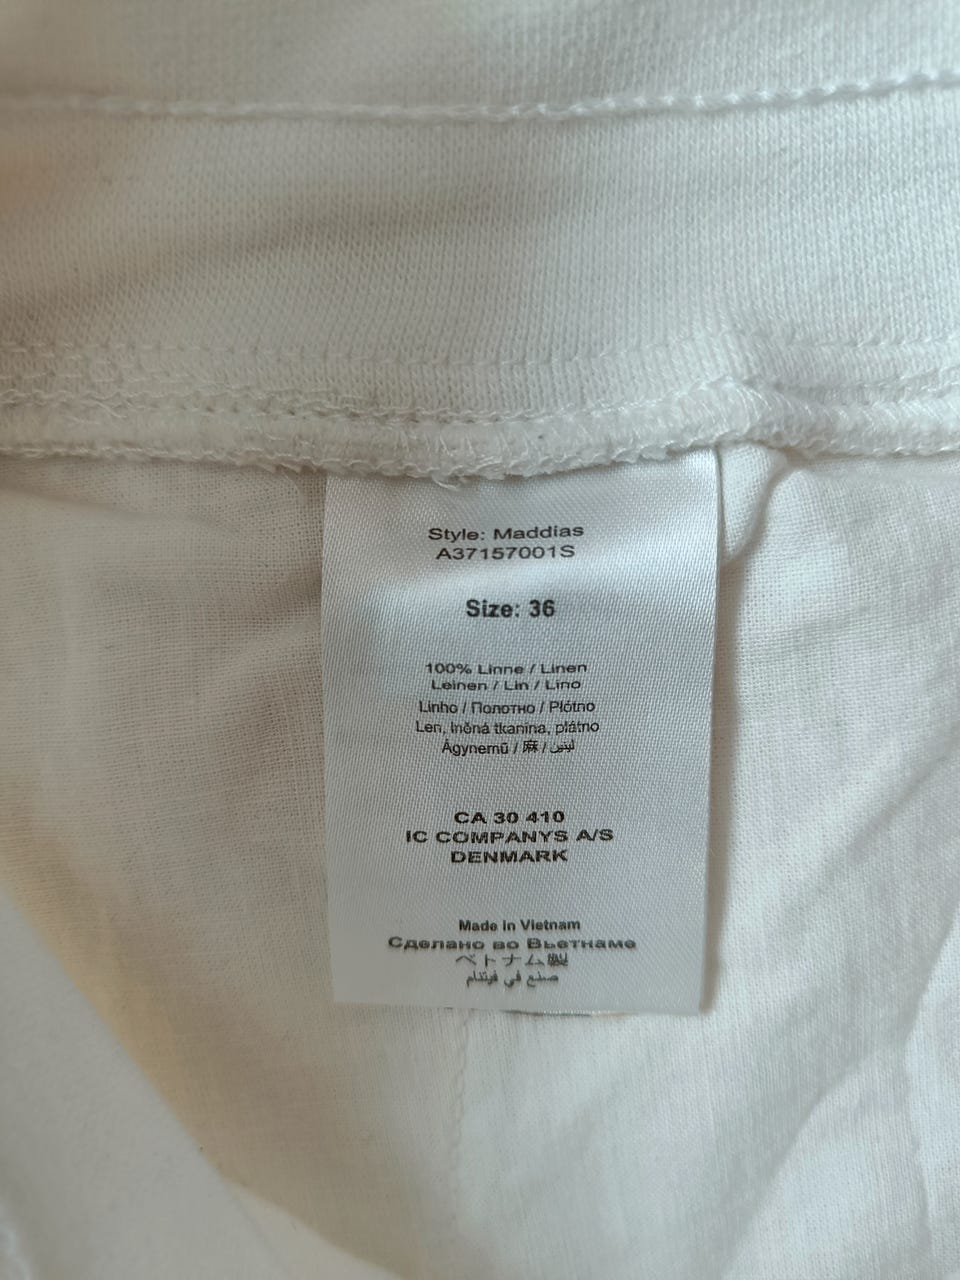 Style: Maddias
A37157001S
Size: 36
100% Linne / Linen
Leinen / Lin / Lino
Linho / Полотно / Płótno
Len, lněná tkanina, plátno
Ágynemű / 麻 / لينين
CA 30 410
IC COMPANYS A/S
DENMARK
Made in Vietnam
Сделано во Вьетнаме
ベトナム製
صنع في فيتنام